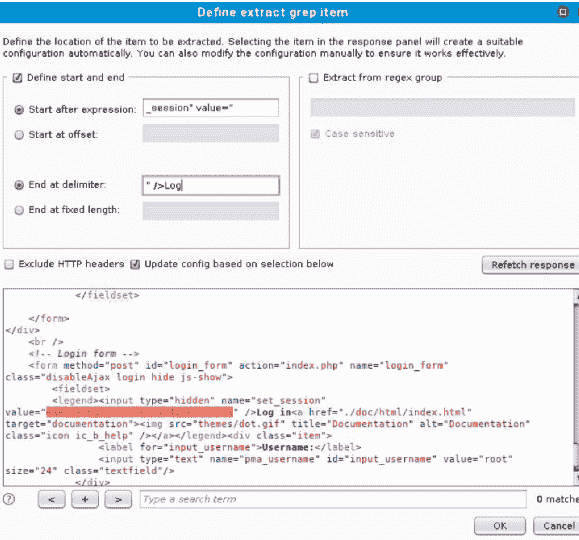 Define extract grep item
Define the location of the item to be extracted. Selecting the item in the response panel will create a suitable
configuration automatically. You can also modify the configuration manually to ensure it works effectively.
Define start and end
Extract from regex group
Start after expression:
_session" value="
Start at offset:
Case sensitive
End at delimiter:
" />Log
End at fixed length:
Exclude HTTP headers
Update config based on selection below
Refetch response
</fieldset>
</form>
</div>
<br />
<!-- Login form -->
<form method="post" id="login_form" action="index.php" name="login_form"
class="disableAjax login hide js-show">
<fieldset>
<legend><input type="hidden" name="set_session"
value=" " />Log in<a href="./doc/html/index.html"
target="documentation"><img src="themes/dot.gif" title="Documentation" alt="Documentation"
class="icon ic_b_help" /></a></legend><div class="item">
<label for="input_username">Username:</label>
<input type="text" name="pma_username" id="input_username" value="root"
size="24" class="textfield"/>
</div>
? < + > Type a search term 0 matche
OK Cancel